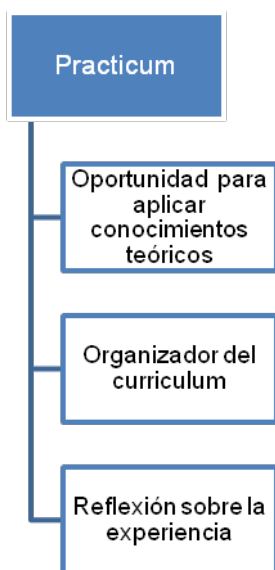 Practicum
Oportunidad para
aplicar
conocimientos
teóricos
Organizador del
curriculum
Reflexión sobre la
experiencia